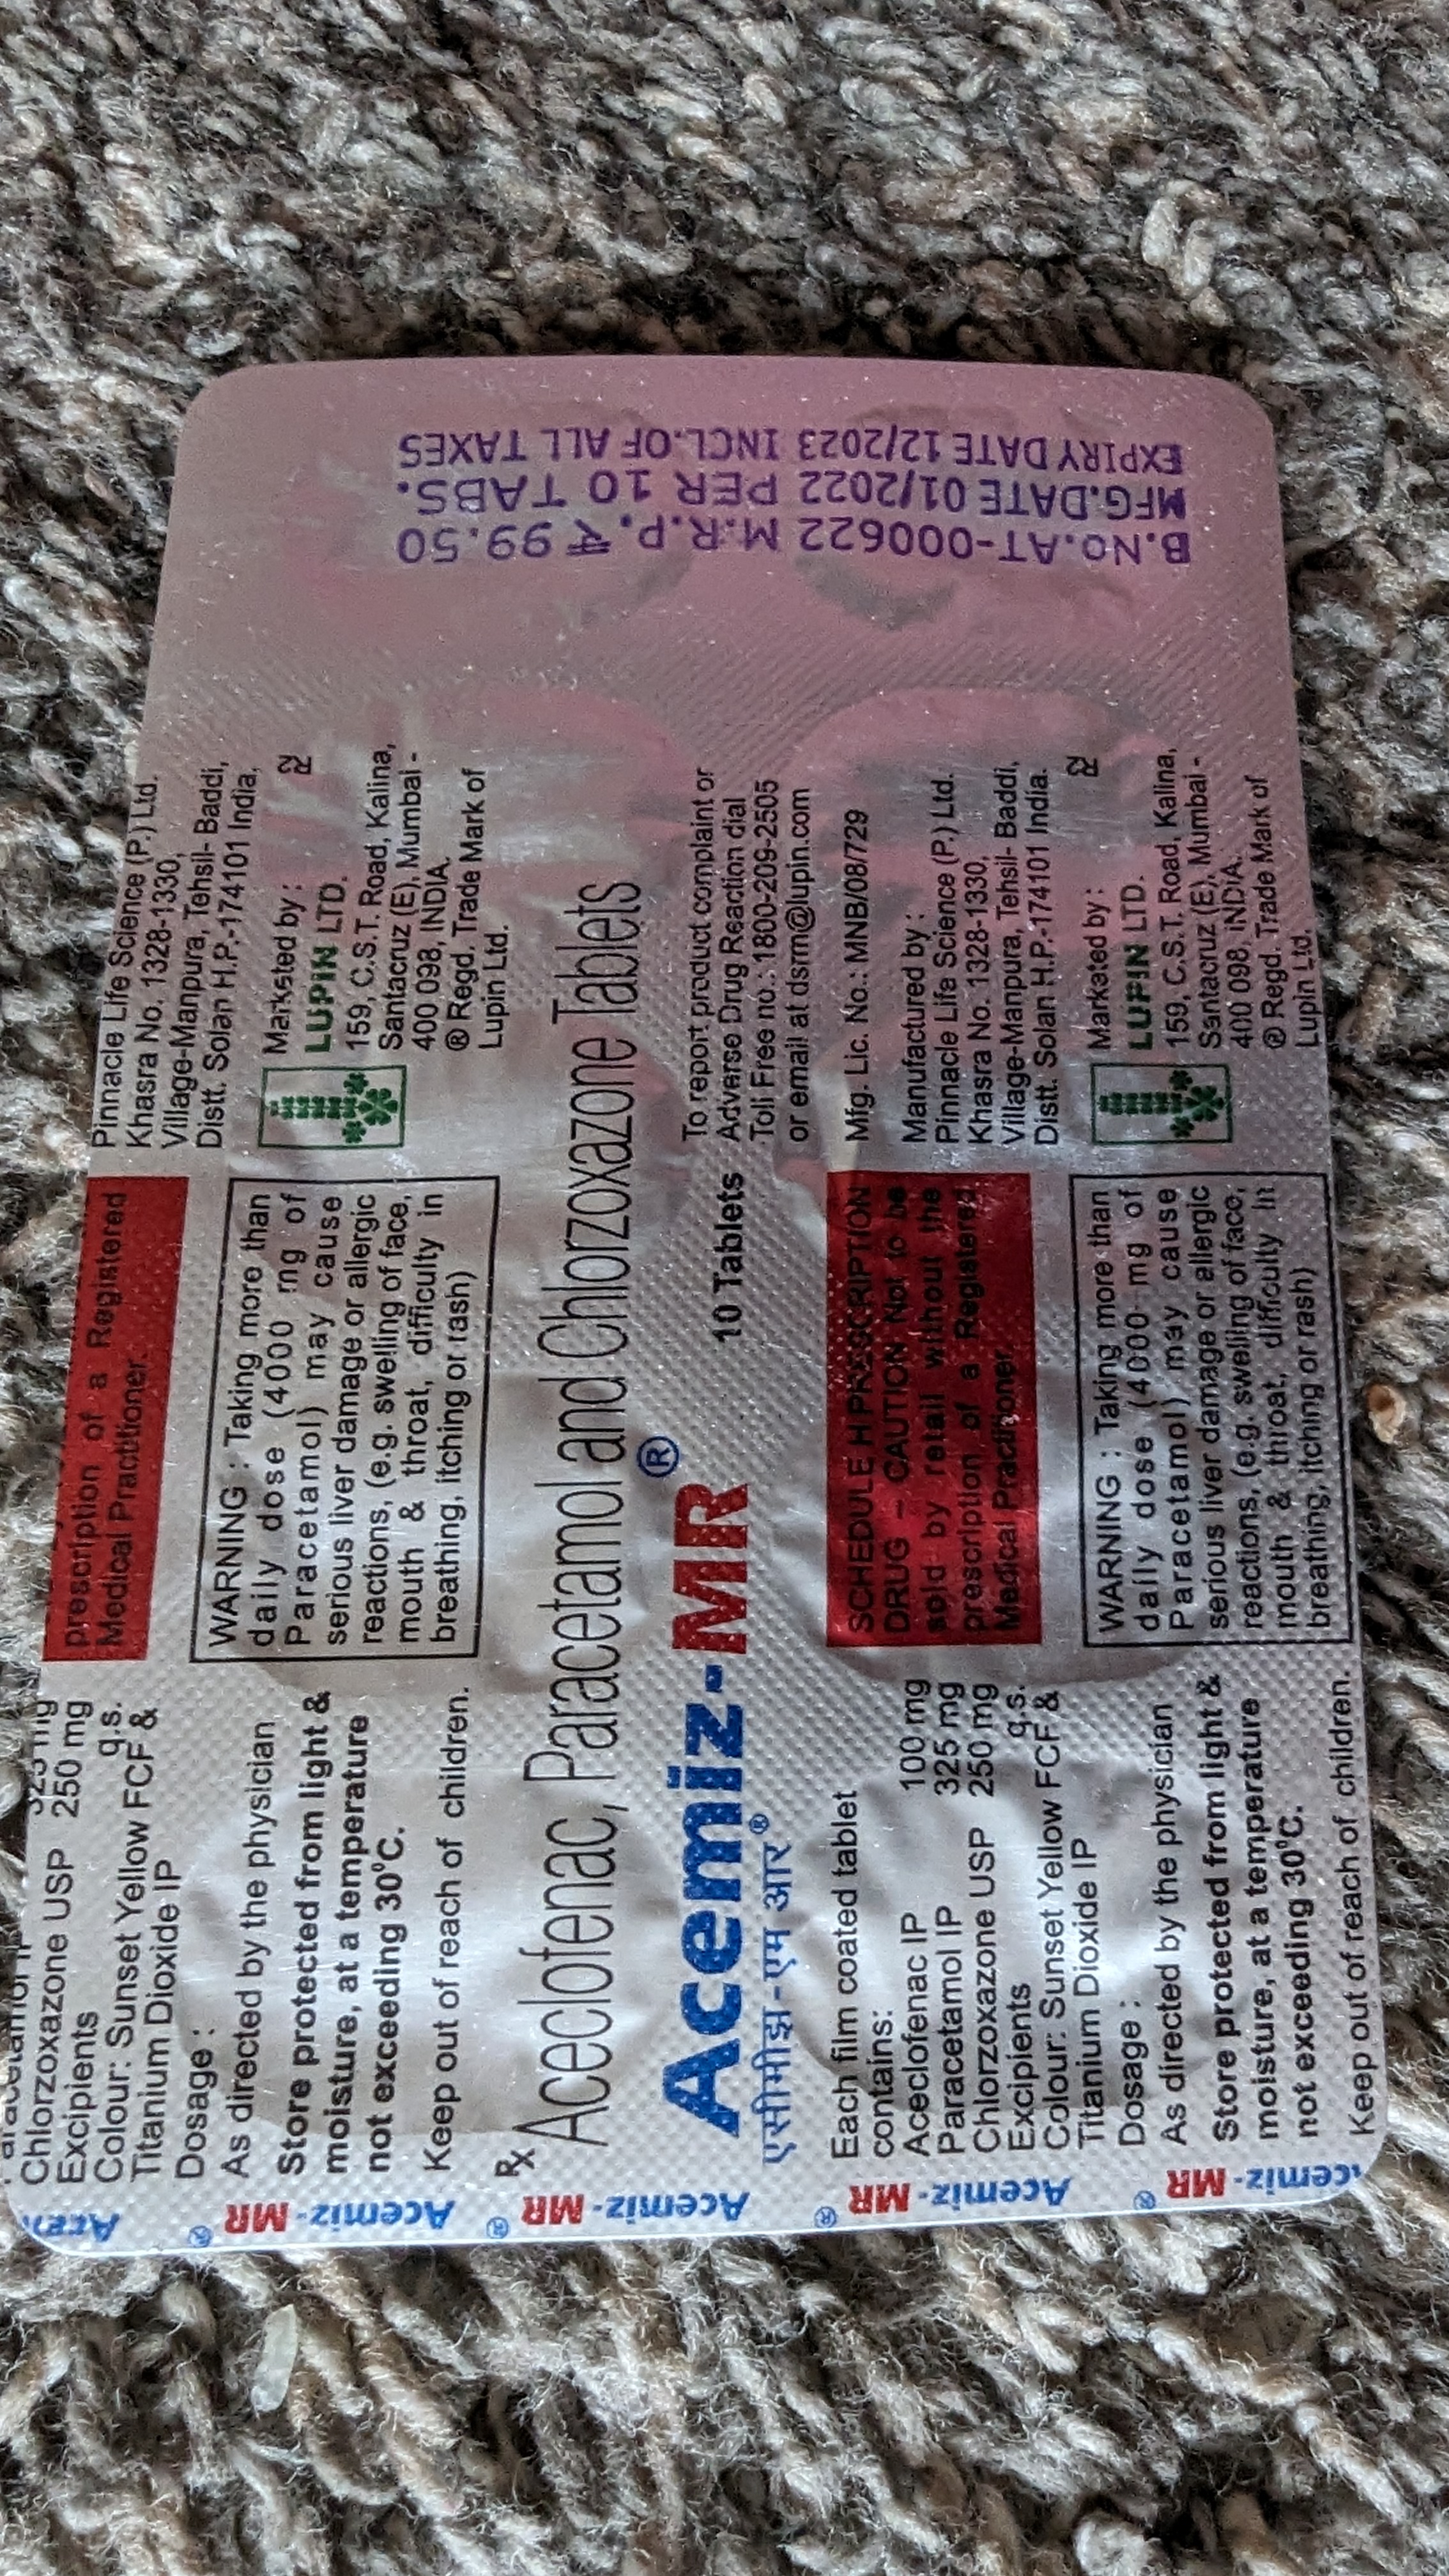 325 mg
Chlorzoxazone USP 250 mg
Excipients q.s.
Colour: Sunset Yellow FCF &
Titanium Dioxide IP
Dosage :
As directed by the physician
Store protected from light &
moisture, at a temperature
not exceeding 30°C.
Keep out of reach of children.
prescription of a Registered
Medical Practitioner.
WARNING : Taking more than
daily dose (4000 mg of
Paracetamol) may cause
serious liver damage or allergic
reactions, (e.g. swelling of face,
mouth & throat, difficulty in
breathing, itching or rash)
Pinnacle Life Science (P.) Ltd.
Khasra No. 1328-1330,
Village-Manpura, Tehsil- Baddi,
Distt. Solan H.P.-174101 India.
Marketed by :
LUPIN LTD.
159, C.S.T. Road, Kalina,
Santacruz (E), Mumbai -
400 098, INDIA.
® Regd. Trade Mark of
Lupin Ltd.
Rx
Aceclofenac, Paracetamol and Chlorzoxazone Tablets
Acemiz-MR®
एसीमीझ-एम आर®
10 Tablets
To report product complaint or
Adverse Drug Reaction dial
Toll Free no.: 1800-209-2505
or email at dsrm@lupin.com
Each film coated tablet
contains:
Aceclofenac IP 100 mg
Paracetamol IP 325 mg
Chlorzoxazone USP 250 mg
Excipients q.s.
Colour: Sunset Yellow FCF &
Titanium Dioxide IP
Dosage :
As directed by the physician
Store protected from light &
moisture, at a temperature
not exceeding 30°C.
Keep out of reach of children.
SCHEDULE H PRESCRIPTION
DRUG – CAUTION Not to be
sold by retail without the
prescription of a Registered
Medical Practitioner.
WARNING : Taking more than
daily dose (4000 mg of
Paracetamol) may cause
serious liver damage or allergic
reactions, (e.g. swelling of face,
mouth & throat, difficulty in
breathing, itching or rash)
Mfg. Lic. No.: MNB/08/729
Manufactured by :
Pinnacle Life Science (P.) Ltd.
Khasra No. 1328-1330,
Village-Manpura, Tehsil- Baddi,
Distt. Solan H.P.-174101 India.
Marketed by :
LUPIN LTD.
159, C.S.T. Road, Kalina,
Santacruz (E), Mumbai -
400 098, INDIA.
® Regd. Trade Mark of
Lupin Ltd.
B.No.AT-000622 M.R.P. ₹ 99.50
MFG.DATE 01/2022 PER 10 TABS.
EXPIRY DATE 12/2023 INCL.OF ALL TAXES
Acemiz-MR®
Acemiz-MR®
Acemiz-MR®
Acemiz-MR®